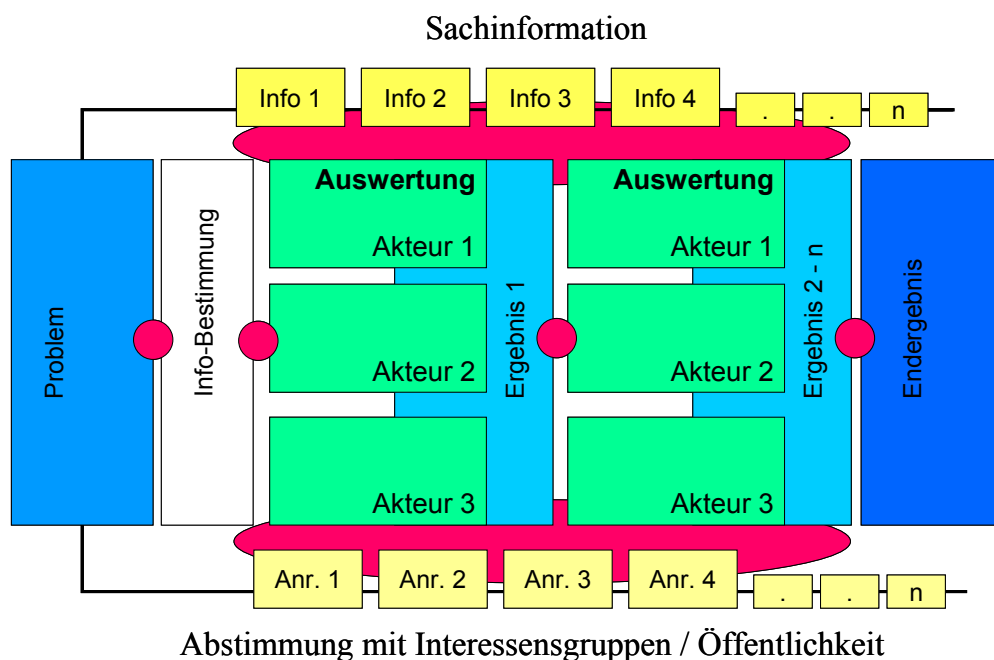 Sachinformation
Info 1
Info 2
Info 3
Info 4
.
.
n
Problem
Info-Bestimmung
Auswertung
Akteur 1
Akteur 2
Akteur 3
Ergebnis 1
Auswertung
Akteur 1
Akteur 2
Akteur 3
Ergebnis 2 - n
Endergebnis
Anr. 1
Anr. 2
Anr. 3
Anr. 4
.
.
n
Abstimmung mit Interessensgruppen / Öffentlichkeit